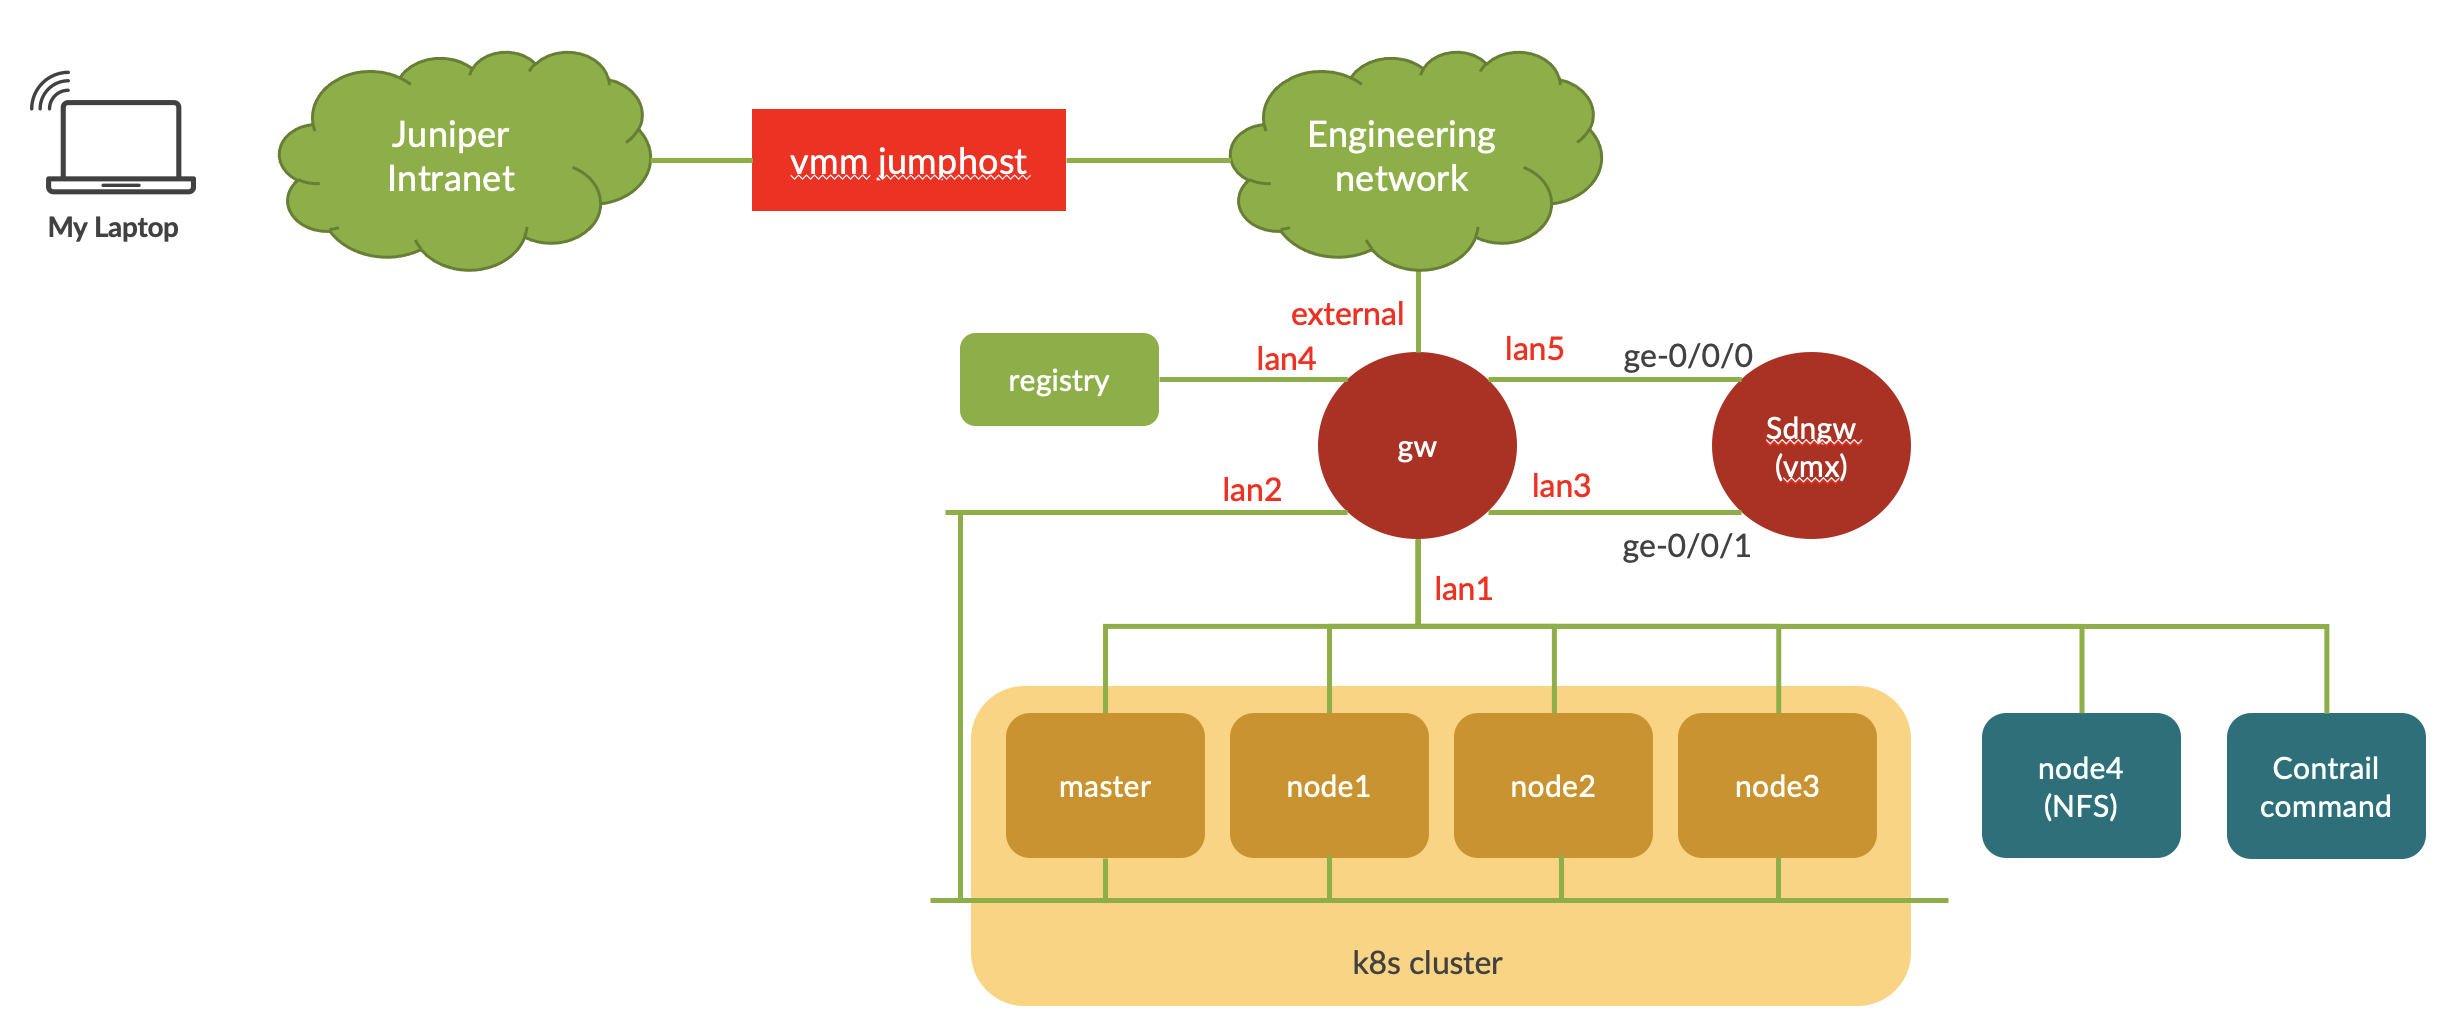 My Laptop
Juniper
Intranet
vmm jumphost
Engineering
network
external
lan4
lan5
ge-0/0/0
registry
gw
Sdngw
(vmx)
lan2
lan3
ge-0/0/1
lan1
master
node1
node2
node3
node4
(NFS)
Contrail
command
k8s cluster